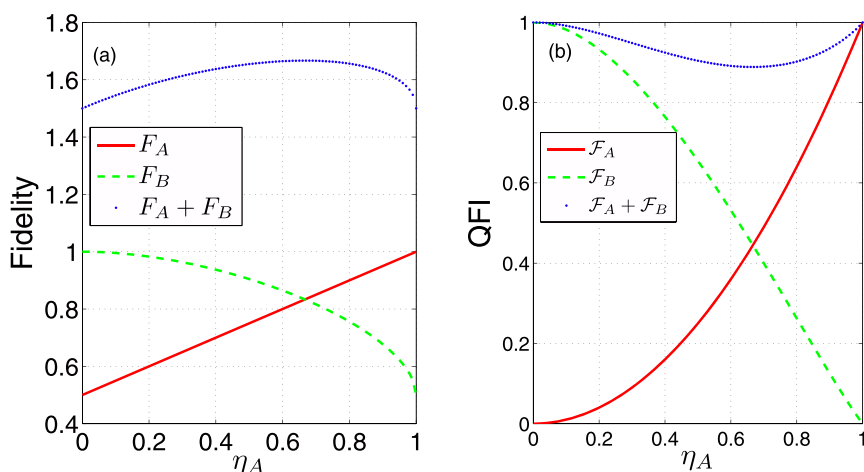 (a)
Fidelity
1.8
1.6
1.4
1.2
1
0.8
0.6
0.4
F_A
F_B
F_A + F_B
0 0.2 0.4 0.6 0.8 1
η_A
(b)
QFI
1
0.8
0.6
0.4
0.2
0
ℱ_A
ℱ_B
ℱ_A + ℱ_B
0 0.2 0.4 0.6 0.8 1
η_A